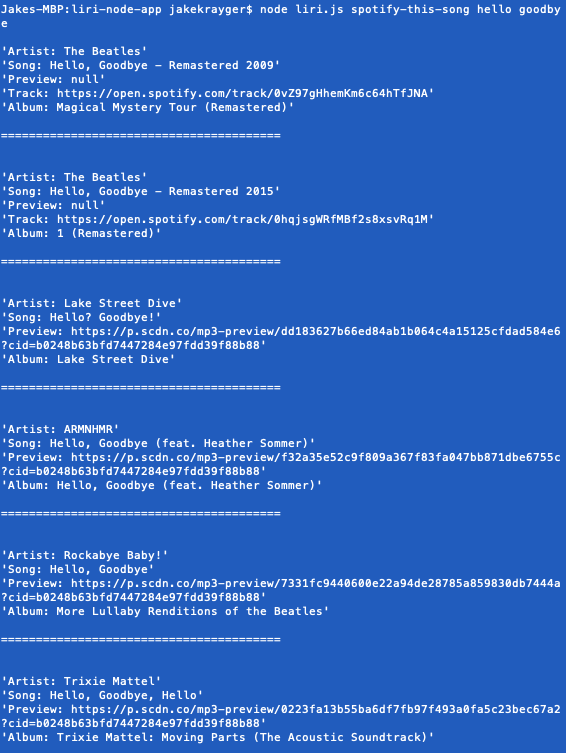 Jakes-MBP:liri-node-app jakekrayger$ node liri.js spotify-this-song hello goodby
e
'Artist: The Beatles'
'Song: Hello, Goodbye - Remastered 2009'
'Preview: null'
'Track: https://open.spotify.com/track/0vZ97gHhemKm6c64hTfJNA'
'Album: Magical Mystery Tour (Remastered)'
========================================
'Artist: The Beatles'
'Song: Hello, Goodbye - Remastered 2015'
'Preview: null'
'Track: https://open.spotify.com/track/0hqjsgWRfMBf2s8xsvRq1M'
'Album: 1 (Remastered)'
========================================
'Artist: Lake Street Dive'
'Song: Hello? Goodbye!'
'Preview: https://p.scdn.co/mp3-preview/dd183627b66ed84ab1b064c4a15125cfdad584e6
?cid=b0248b63bfd7447284e97fdd39f88b88'
'Album: Lake Street Dive'
========================================
'Artist: ARMNHMR'
'Song: Hello, Goodbye (feat. Heather Sommer)'
'Preview: https://p.scdn.co/mp3-preview/f32a35e52c9f809a367f83fa047bb871dbe6755c
?cid=b0248b63bfd7447284e97fdd39f88b88'
'Album: Hello, Goodbye (feat. Heather Sommer)'
========================================
'Artist: Rockabye Baby!'
'Song: Hello, Goodbye'
'Preview: https://p.scdn.co/mp3-preview/7331fc9440600e22a94de28785a859830db7444a
?cid=b0248b63bfd7447284e97fdd39f88b88'
'Album: More Lullaby Renditions of the Beatles'
========================================
'Artist: Trixie Mattel'
'Song: Hello, Goodbye, Hello'
'Preview: https://p.scdn.co/mp3-preview/0223fa13b55ba6df7fb97f493a0fa5c23bec67a2
?cid=b0248b63bfd7447284e97fdd39f88b88'
'Album: Trixie Mattel: Moving Parts (The Acoustic Soundtrack)'